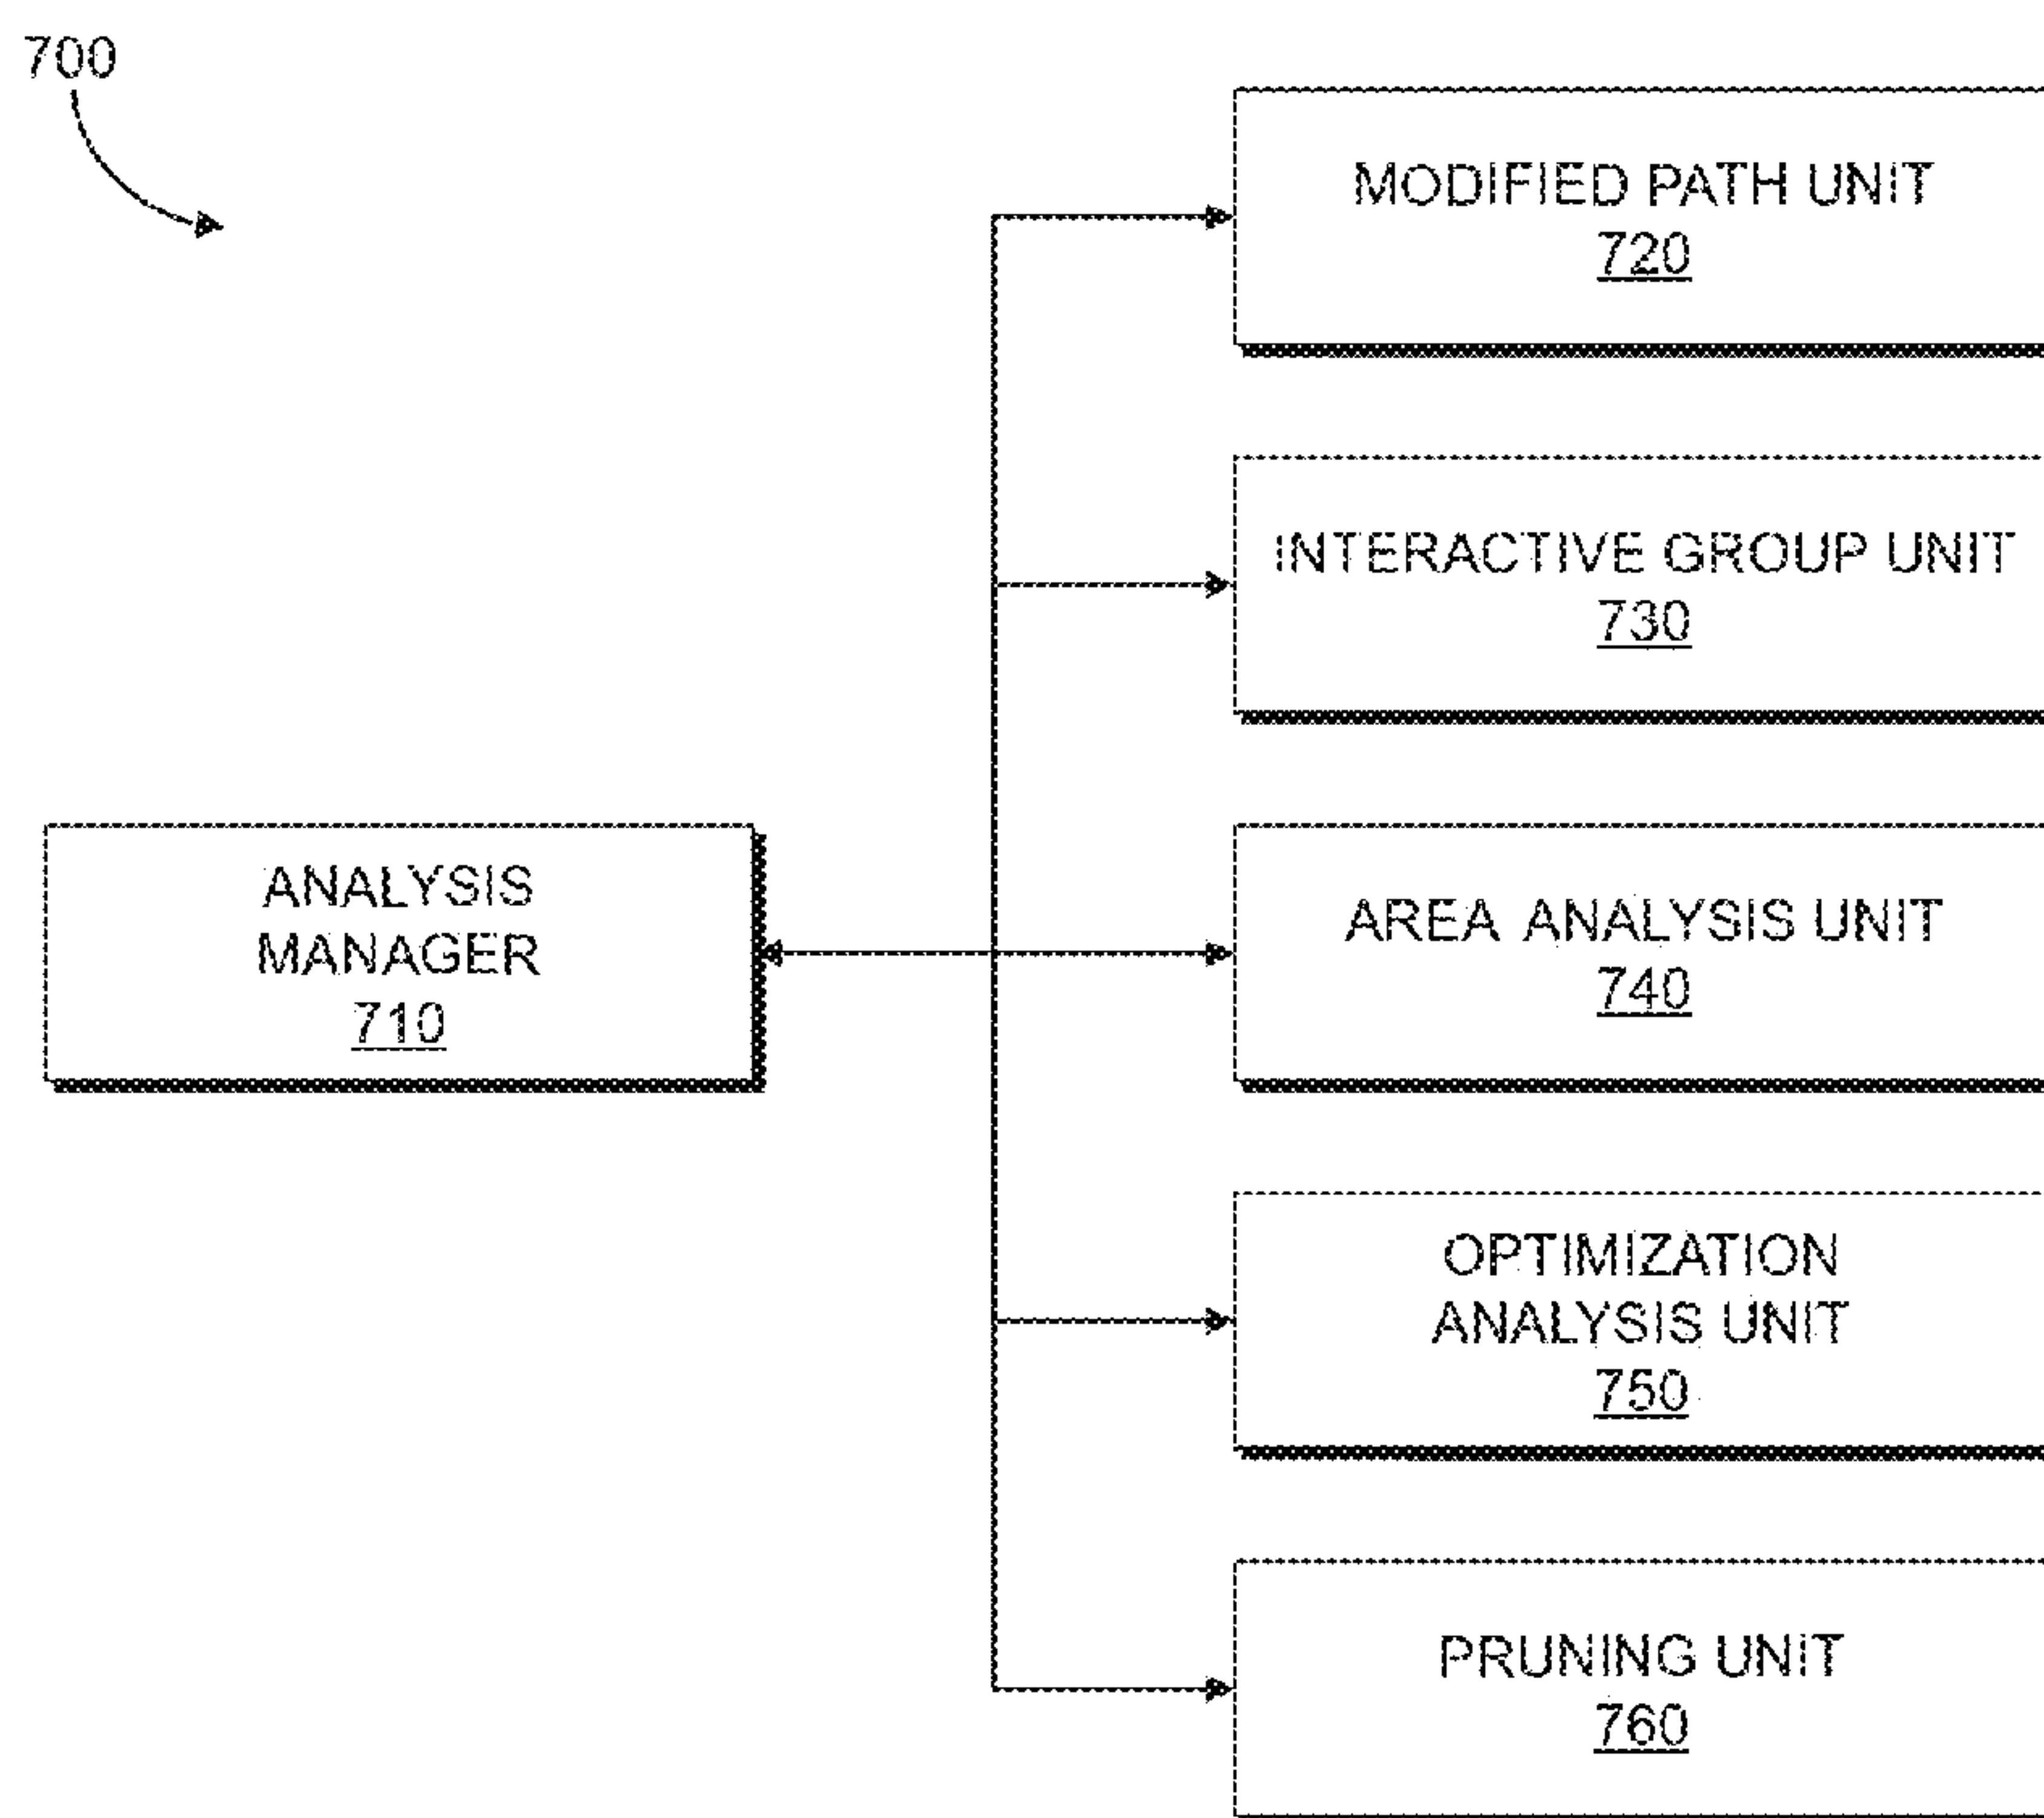 700
MODIFIED PATH UNIT
720
INTERACTIVE GROUP UNIT
730
ANALYSIS
MANAGER
710
AREA ANALYSIS UNIT
740
OPTIMIZATION
ANALYSIS UNIT
750
PRUNING UNIT
760